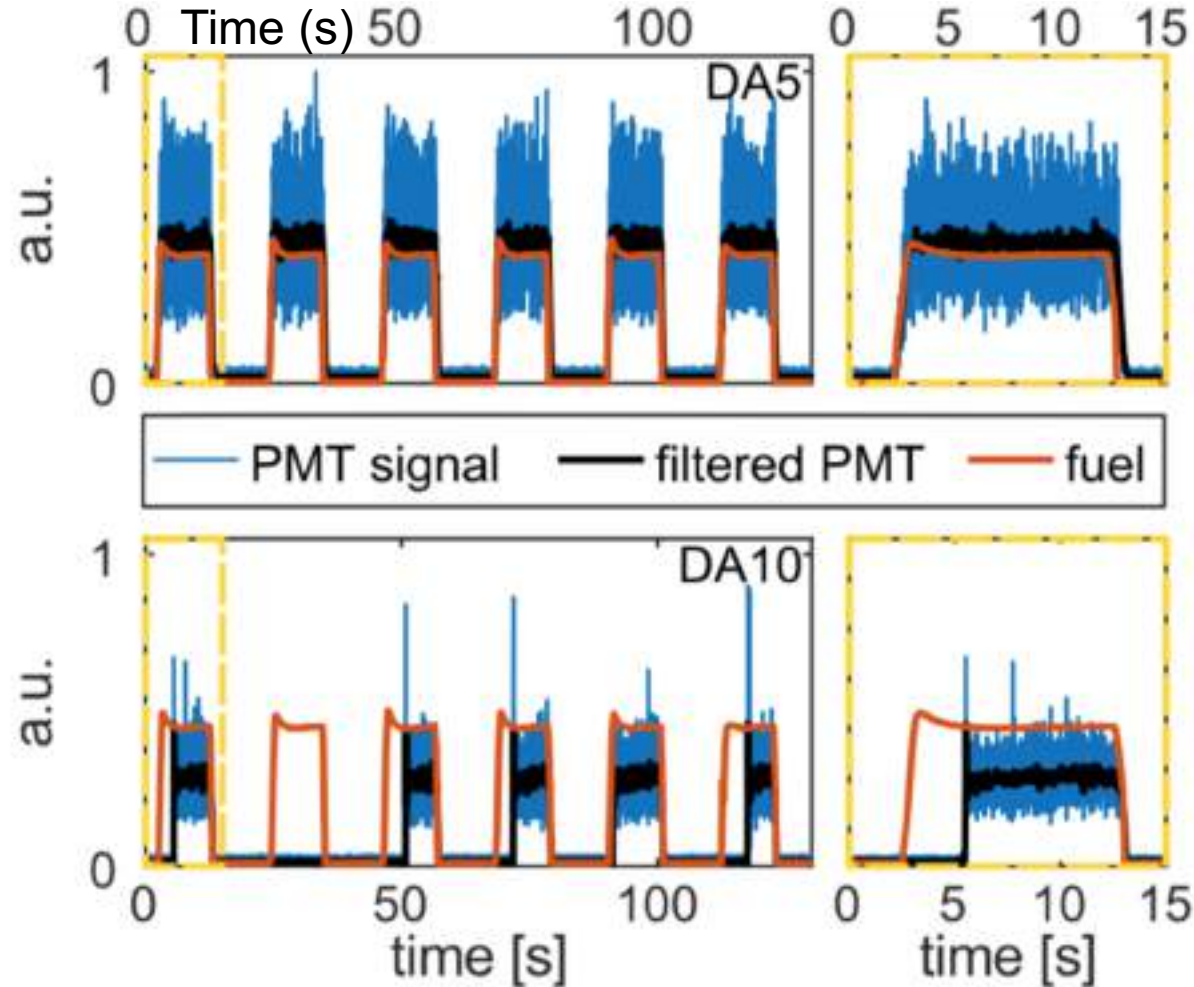 0 Time (s) 50 100 0 5 10 15
1 DA5
a.u.
0
PMT signal filtered PMT fuel
1 DA10
a.u.
0
0 50 100 0 5 10 15
time [s] time [s]